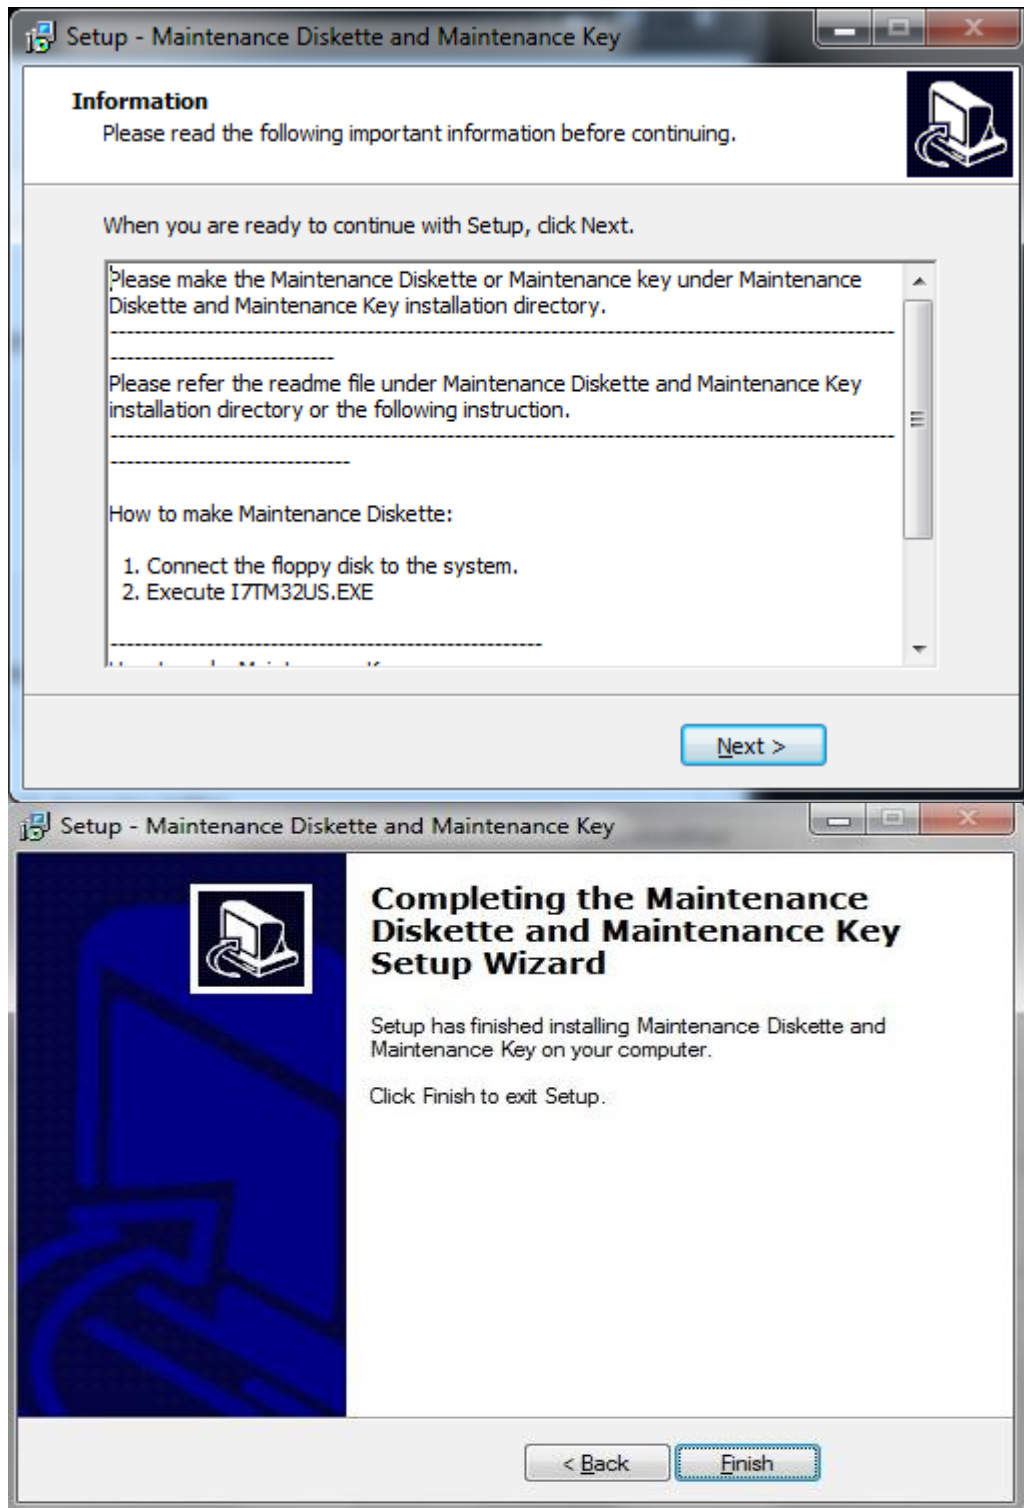 Setup - Maintenance Diskette and Maintenance Key
Information
Please read the following important information before continuing.
When you are ready to continue with Setup, click Next.
Please make the Maintenance Diskette or Maintenance key under Maintenance
Diskette and Maintenance Key installation directory.
--------------------------------------------------------------------------------------------------
----------------------------
Please refer the readme file under Maintenance Diskette and Maintenance Key
installation directory or the following instruction.
--------------------------------------------------------------------------------------------------
------------------------------
How to make Maintenance Diskette:
1. Connect the floppy disk to the system.
2. Execute I7TM32US.EXE
------------------------------------------------------
Next >
Setup - Maintenance Diskette and Maintenance Key
Completing the Maintenance
Diskette and Maintenance Key
Setup Wizard
Setup has finished installing Maintenance Diskette and
Maintenance Key on your computer.
Click Finish to exit Setup.
< Back
Finish